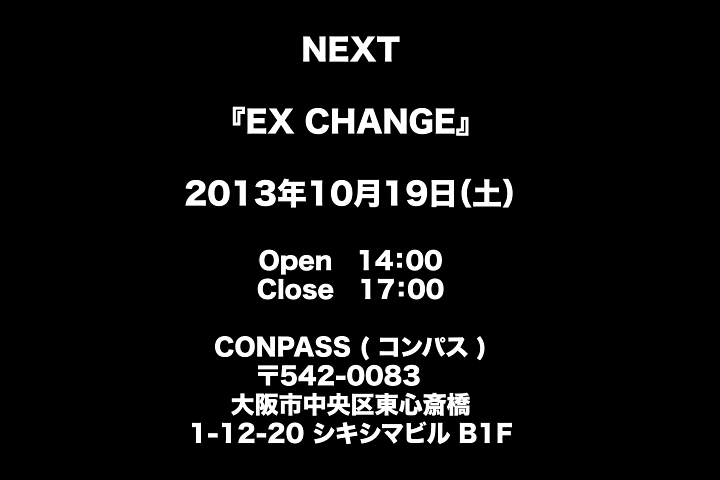 NEXT
『EX CHANGE』
2013年10月19日(土)
Open 14:00
Close 17:00
CONPASS ( コンパス )
〒542-0083
大阪市中央区東心斎橋
1-12-20 シキシマビル B1F